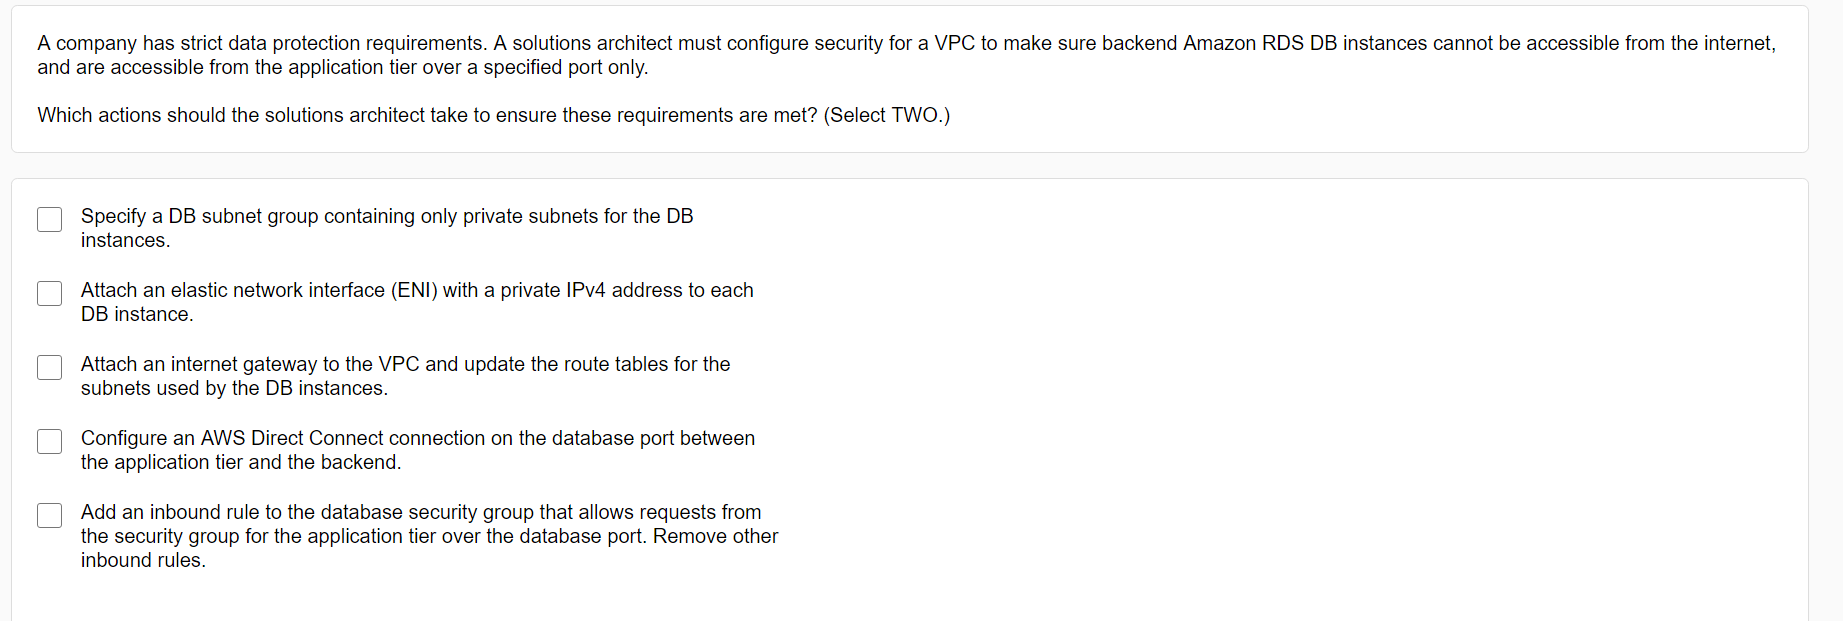 A company has strict data protection requirements. A solutions architect must configure security for a VPC to make sure backend Amazon RDS DB instances cannot be accessible from the internet,
and are accessible from the application tier over a specified port only.
Which actions should the solutions architect take to ensure these requirements are met? (Select TWO.)
Specify a DB subnet group containing only private subnets for the DB
instances.
Attach an elastic network interface (ENI) with a private IPv4 address to each
DB instance.
Attach an internet gateway to the VPC and update the route tables for the
subnets used by the DB instances.
Configure an AWS Direct Connect connection on the database port between
the application tier and the backend.
Add an inbound rule to the database security group that allows requests from
the security group for the application tier over the database port. Remove other
inbound rules.